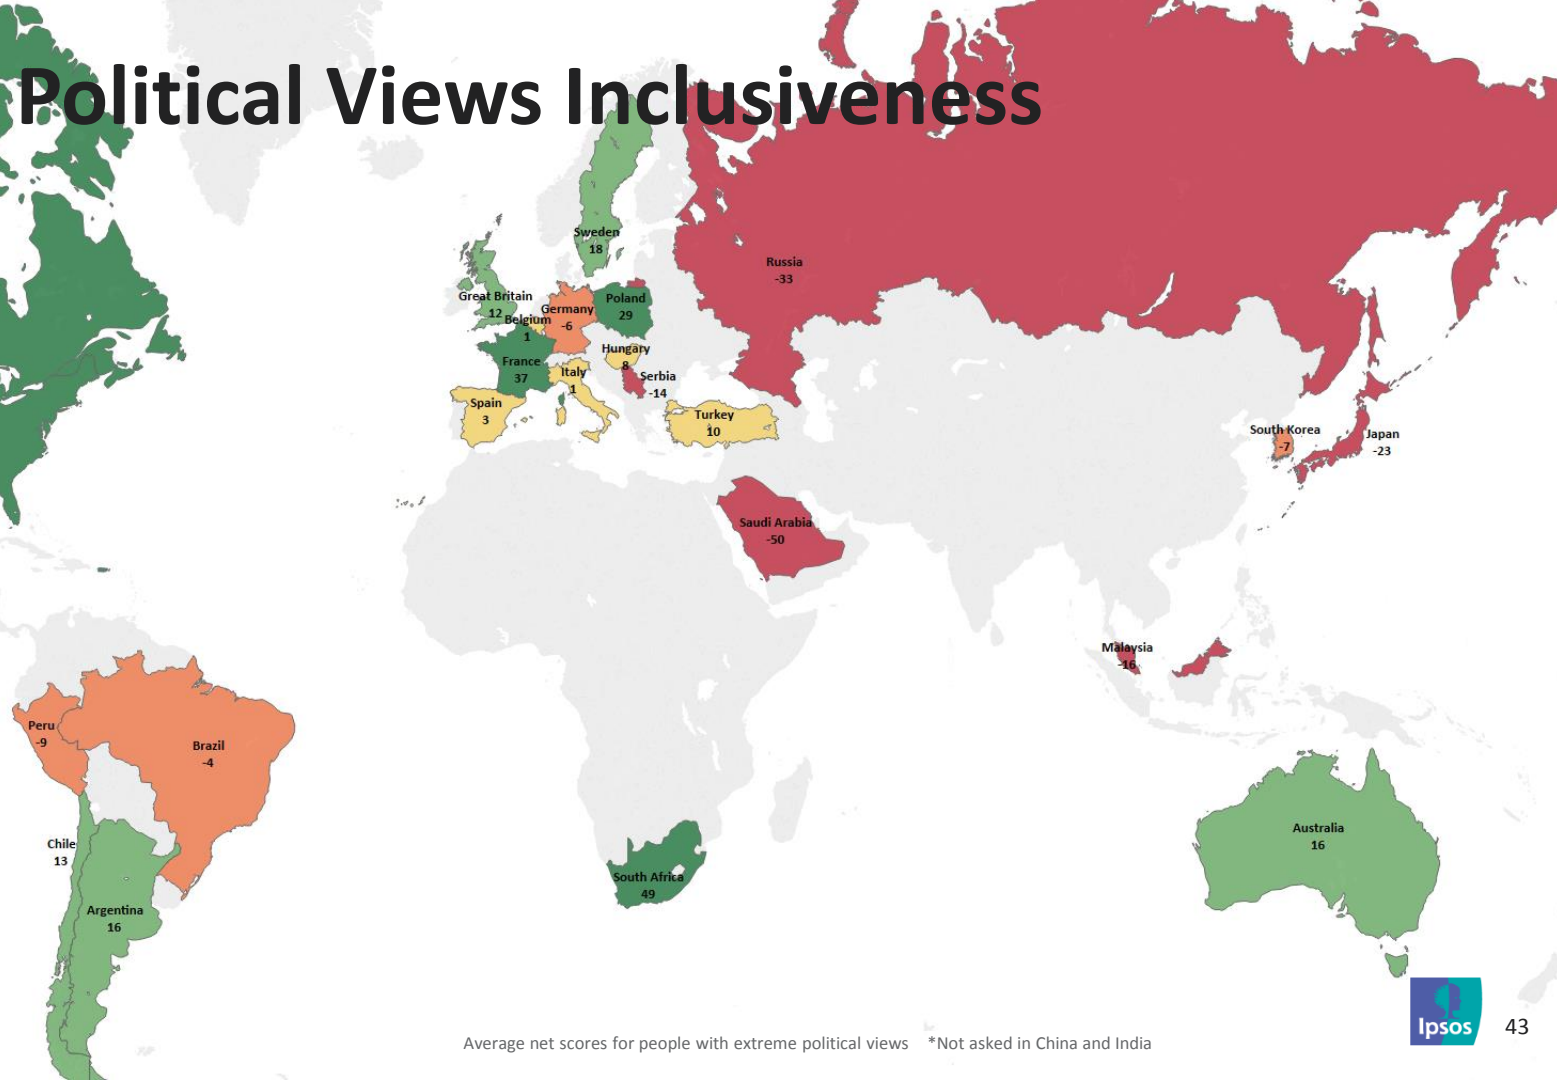 Political Views Inclusiveness
Sweden
18
Russia
-33
Great Britain
12
Belgium
1
Germany
-6
Poland
29
Hungary
8
France
37
Italy
1
Serbia
-14
Spain
3
Turkey
10
South Korea
-7
Japan
-23
Saudi Arabia
-50
Malaysia
-16
Peru
-9
Brazil
-4
Chile
13
Argentina
16
South Africa
49
Australia
16
Ipsos
43
Average net scores for people with extreme political views *Not asked in China and India